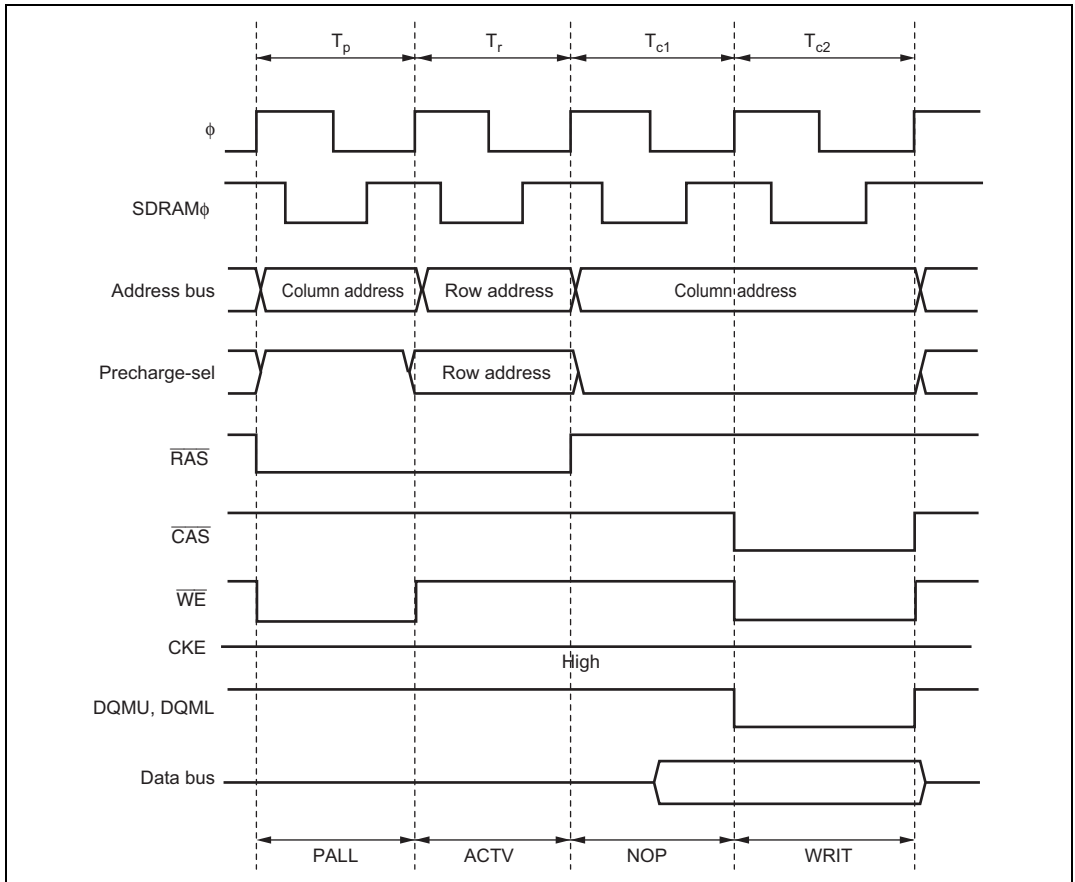 Tp Tr Tc1 Tc2
ϕ
SDRAMϕ
Address bus Column address Row address Column address
Precharge-sel Row address
RAS
CAS
WE
CKE
High
DQMU, DQML
Data bus
PALL ACTV NOP WRIT